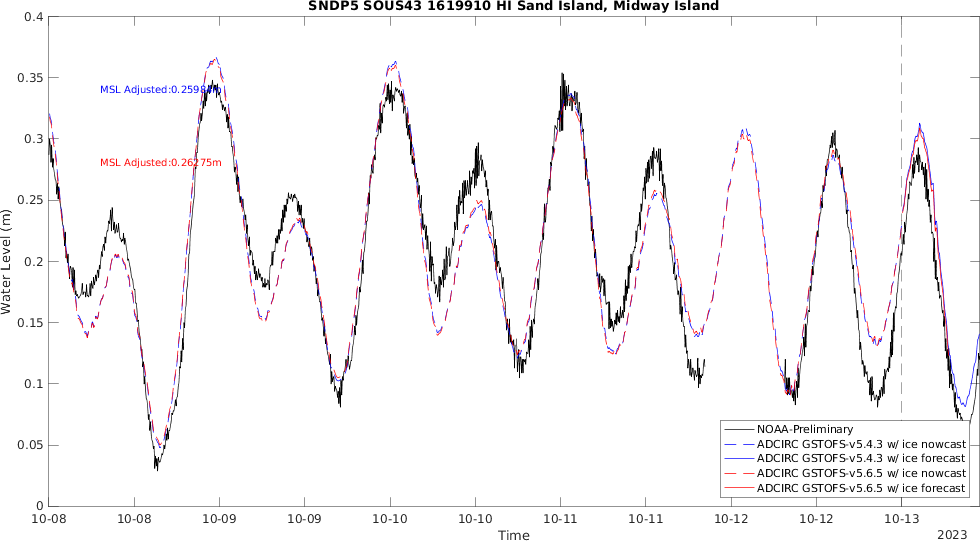 SNDP5 SOUS43 1619910 HI Sand Island, Midway Island
Water Level (m)
0.4
0.35
0.3
0.25
0.2
0.15
0.1
0.05
0
MSL Adjusted:0.25984m
MSL Adjusted:0.26275m
NOAA-Preliminary
ADCIRC GSTOFS-v5.4.3 w/ ice nowcast
ADCIRC GSTOFS-v5.4.3 w/ ice forecast
ADCIRC GSTOFS-v5.6.5 w/ ice nowcast
ADCIRC GSTOFS-v5.6.5 w/ ice forecast
10-08 10-08 10-09 10-09 10-10 10-10 10-11 10-11 10-12 10-12 10-13
Time
2023